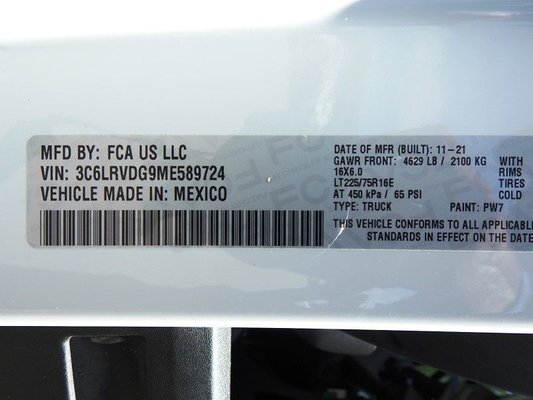 MFD BY: FCA US LLC
VIN: 3C6LRVDG9ME589724
VEHICLE MADE IN: MEXICO
DATE OF MFR (BUILT): 11-21
GAWR FRONT: 4629 LB / 2100 KG WITH
16X6.0 RIMS
LT225/75R16E TIRES
AT 450 kPa / 65 PSI COLD
TYPE: TRUCK PAINT: PW7
THIS VEHICLE CONFORMS TO ALL APPLICABL
STANDARDS IN EFFECT ON THE DATE